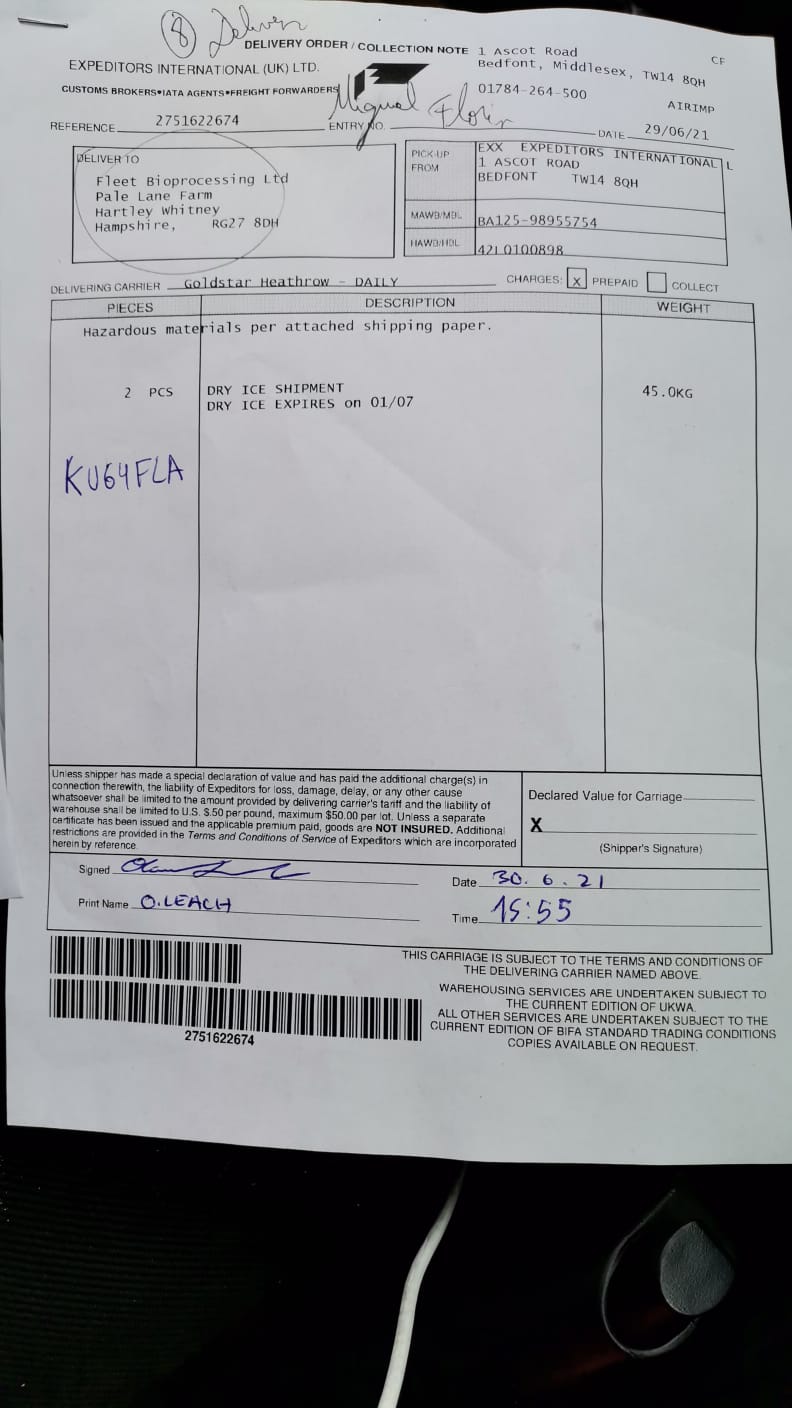 8 Deliver
DELIVERY ORDER / COLLECTION NOTE
1 Ascot Road
Bedfont, Middlesex, TW14 8QH
CF
EXPEDITORS INTERNATIONAL (UK) LTD.
01784-264-500
CUSTOMS BROKERS•IATA AGENTS•FREIGHT FORWARDERS
AIRIMP
Miguel Florin
REFERENCE 2751622674 ENTRY NO. DATE 29/06/21
DELIVER TO
Fleet Bioprocessing Ltd
Pale Lane Farm
Hartley Whitney
Hampshire, RG27 8DH
PICK-UP FROM
EXX EXPEDITORS INTERNATIONAL L
1 ASCOT ROAD
BEDFONT TW14 8QH
MAWB/MBL BA125-98955754
HAWB/HBL 42L0100898
DELIVERING CARRIER Goldstar Heathrow - DAILY CHARGES: X PREPAID COLLECT
PIECES DESCRIPTION WEIGHT
Hazardous materials per attached shipping paper.
2 PCS DRY ICE SHIPMENT 45.0KG
DRY ICE EXPIRES on 01/07
KU64FLA
Unless shipper has made a special declaration of value and has paid the additional charge(s) in
connection therewith, the liability of Expeditors for loss, damage, delay, or any other cause
whatsoever shall be limited to the amount provided by delivering carrier's tariff and the liability of
warehouse shall be limited to U.S. $.50 per pound, maximum $50.00 per lot. Unless a separate
certificate has been issued and the applicable premium paid, goods are NOT INSURED. Additional
restrictions are provided in the Terms and Conditions of Service of Expeditors which are incorporated
herein by reference.
Declared Value for Carriage
X
(Shipper's Signature)
Signed
Date 30.6.21
Print Name O.LEACH
Time 15:55
THIS CARRIAGE IS SUBJECT TO THE TERMS AND CONDITIONS OF
THE DELIVERING CARRIER NAMED ABOVE.
WAREHOUSING SERVICES ARE UNDERTAKEN SUBJECT TO
THE CURRENT EDITION OF UKWA.
ALL OTHER SERVICES ARE UNDERTAKEN SUBJECT TO THE
CURRENT EDITION OF BIFA STANDARD TRADING CONDITIONS
COPIES AVAILABLE ON REQUEST.
2751622674